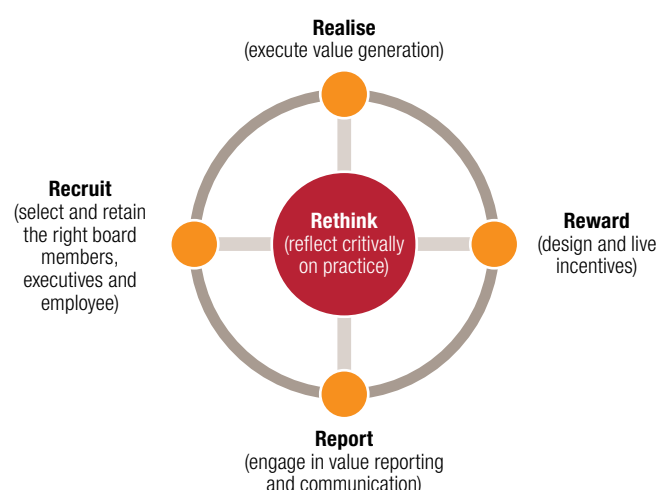 Realise
(execute value generation)
Recruit
(select and retain
the right board
members,
executives and
employee)
Rethink
(reflect critivally
on practice)
Reward
(design and live
incentives)
Report
(engage in value reporting
and communication)